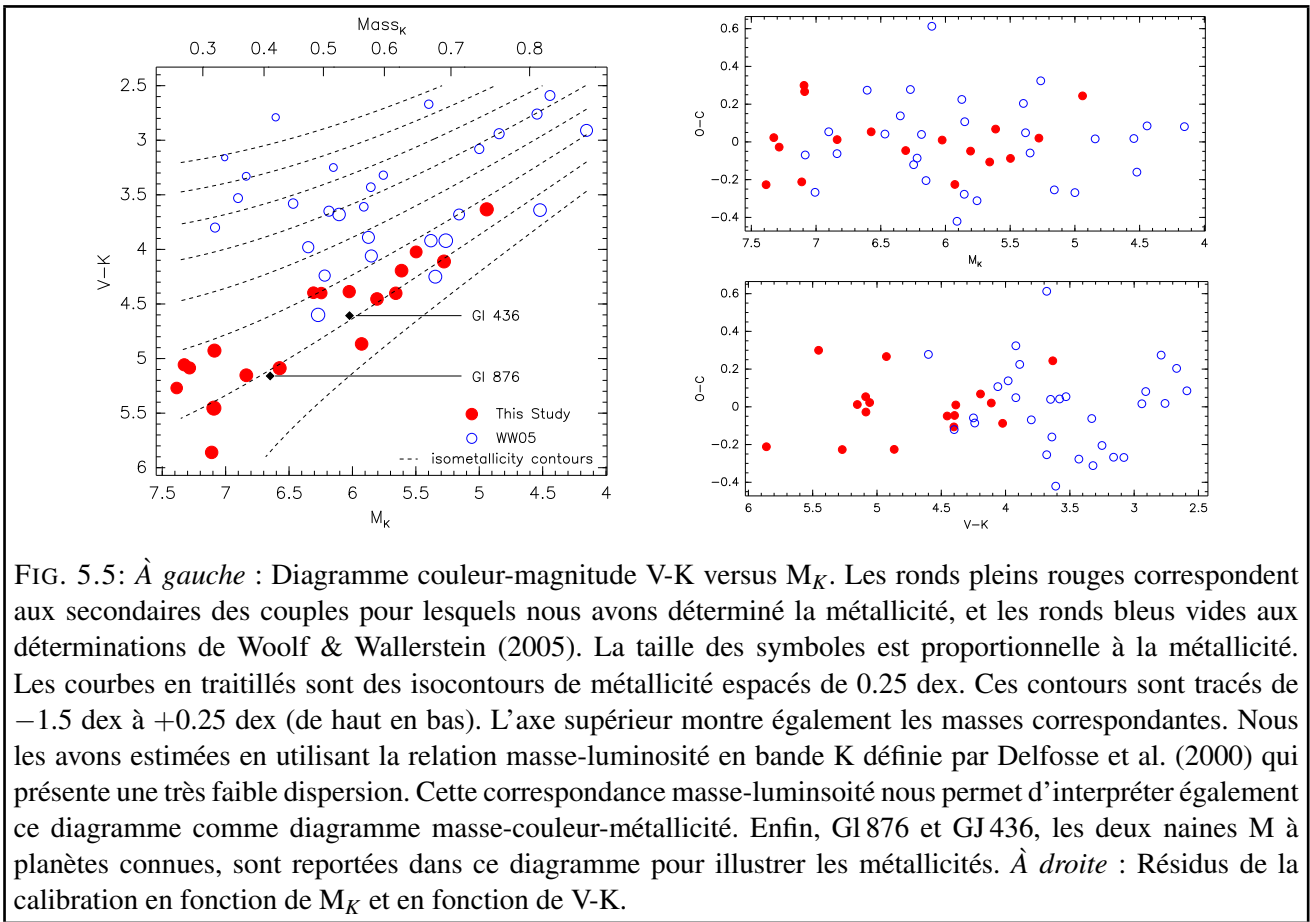 Mass_K
0.3 0.4 0.5 0.6 0.7 0.8
2.5
3
3.5
4
4.5
5
5.5
6
V-K
Gl 436
Gl 876
This Study
WW05
isometallicity contours
7.5 7 6.5 6 5.5 5 4.5 4
M_K
0.6
0.4
0.2
0
-0.2
-0.4
O-C
7.5 7 6.5 6 5.5 5 4.5 4
M_K
0.6
0.4
0.2
0
-0.2
-0.4
O-C
6 5.5 5 4.5 4 3.5 3 2.5
V-K
FIG. 5.5: À gauche : Diagramme couleur-magnitude V-K versus M_K. Les ronds pleins rouges correspondent
aux secondaires des couples pour lesquels nous avons déterminé la métallicité, et les ronds bleus vides aux
déterminations de Woolf & Wallerstein (2005). La taille des symboles est proportionnelle à la métallicité.
Les courbes en traitillés sont des isocontours de métallicité espacés de 0.25 dex. Ces contours sont tracés de
−1.5 dex à +0.25 dex (de haut en bas). L'axe supérieur montre également les masses correspondantes. Nous
les avons estimées en utilisant la relation masse-luminosité en bande K définie par Delfosse et al. (2000) qui
présente une très faible dispersion. Cette correspondance masse-luminsoité nous permet d'interpréter également
ce diagramme comme diagramme masse-couleur-métallicité. Enfin, Gl 876 et GJ 436, les deux naines M à
planètes connues, sont reportées dans ce diagramme pour illustrer les métallicités. À droite : Résidus de la
calibration en fonction de M_K et en fonction de V-K.